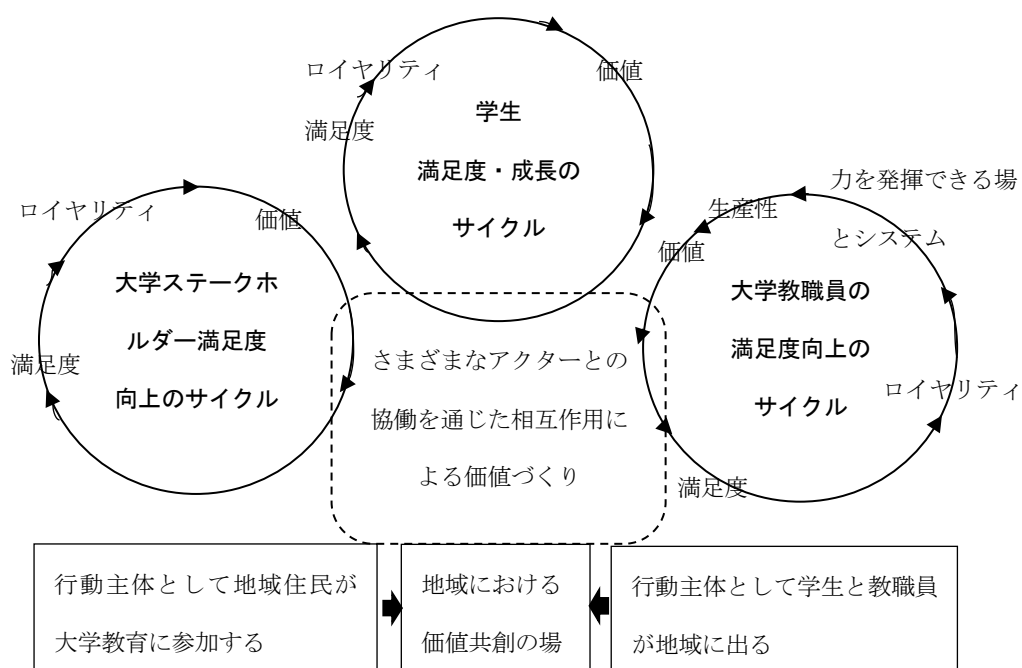 ロイヤリティ
価値
満足度
学生
満足度・成長の
サイクル
ロイヤリティ
価値
満足度
大学ステークホ
ルダー満足度
向上のサイクル
力を発揮できる場
とシステム
生産性
価値
大学教職員の
満足度向上の
サイクル
ロイヤリティ
満足度
さまざまなアクターとの
協働を通じた相互作用に
よる価値づくり
行動主体として地域住民が
大学教育に参加する
地域における
価値共創の場
行動主体として学生と教職員
が地域に出る